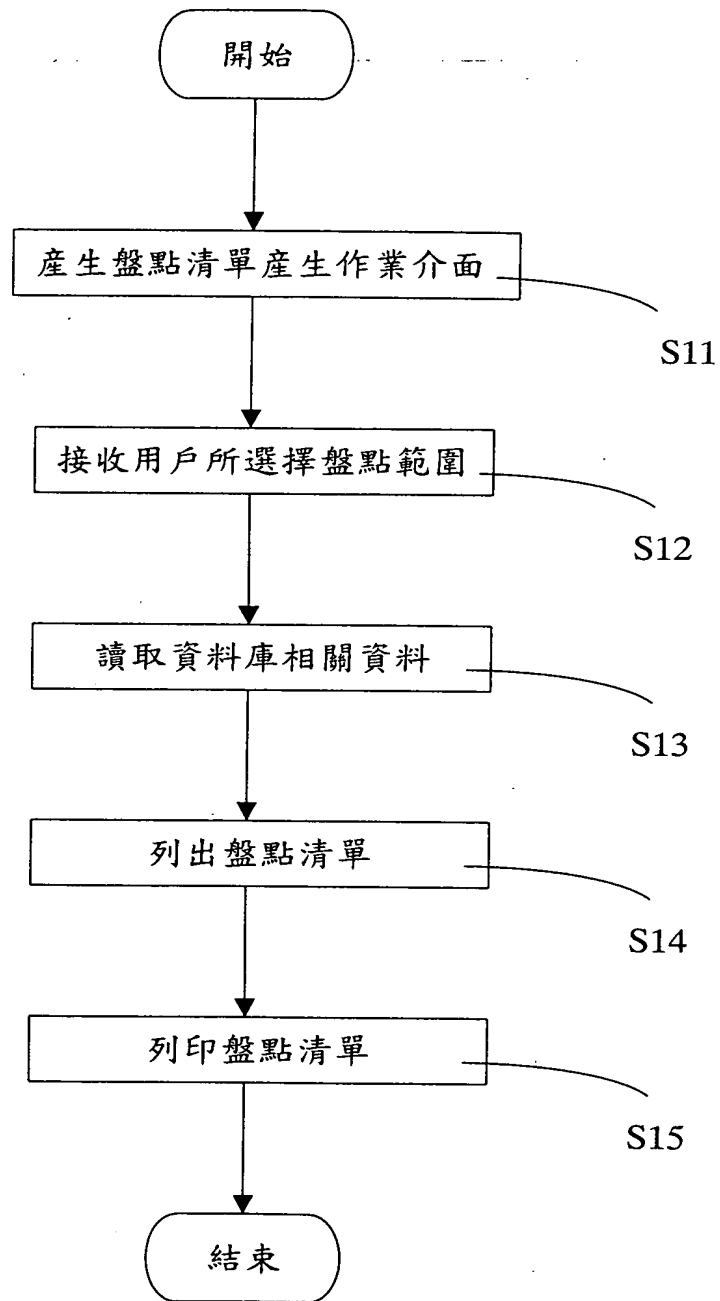 開始
産生盤點清單産生作業介面
S11
接收用戶所選擇盤點範圍
S12
讀取資料庫相關資料
S13
列出盤點清單
S14
列印盤點清單
S15
結束